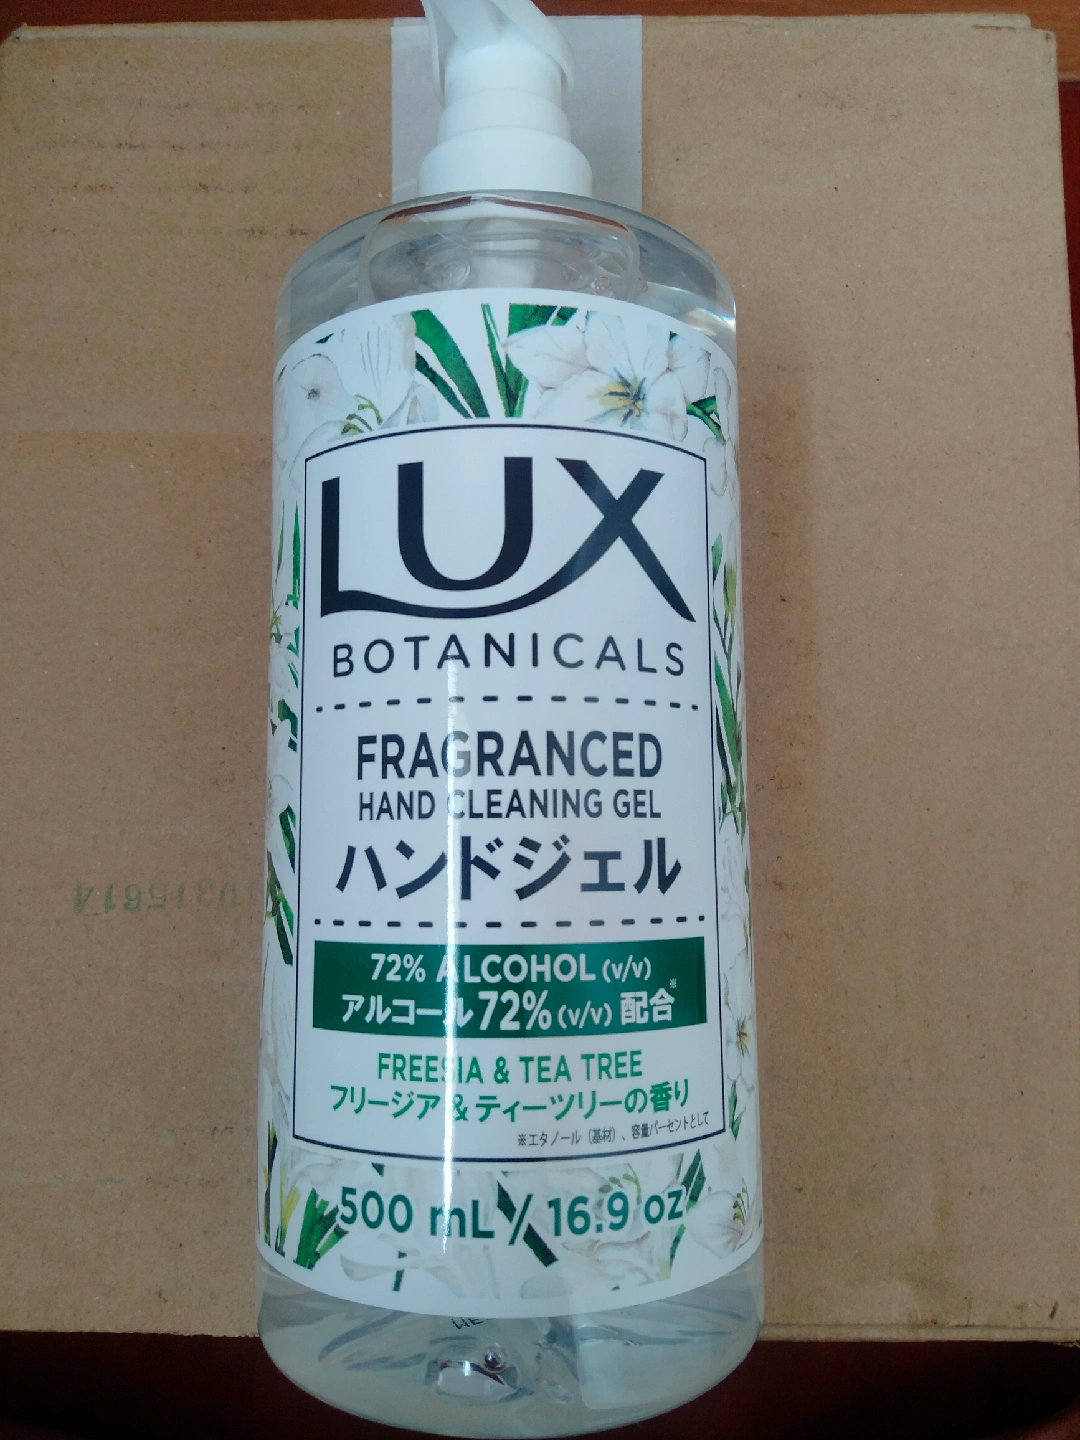 LUX
BOTANICALS
FRAGRANCED
HAND CLEANING GEL
ハンドジェル
72% ALCOHOL (v/v)
アルコール72% (v/v) 配合※
FREESIA & TEA TREE
フリージア & ティーツリーの香り
※エタノール（基材）、容量パーセントとして
500 mL / 16.9 oz